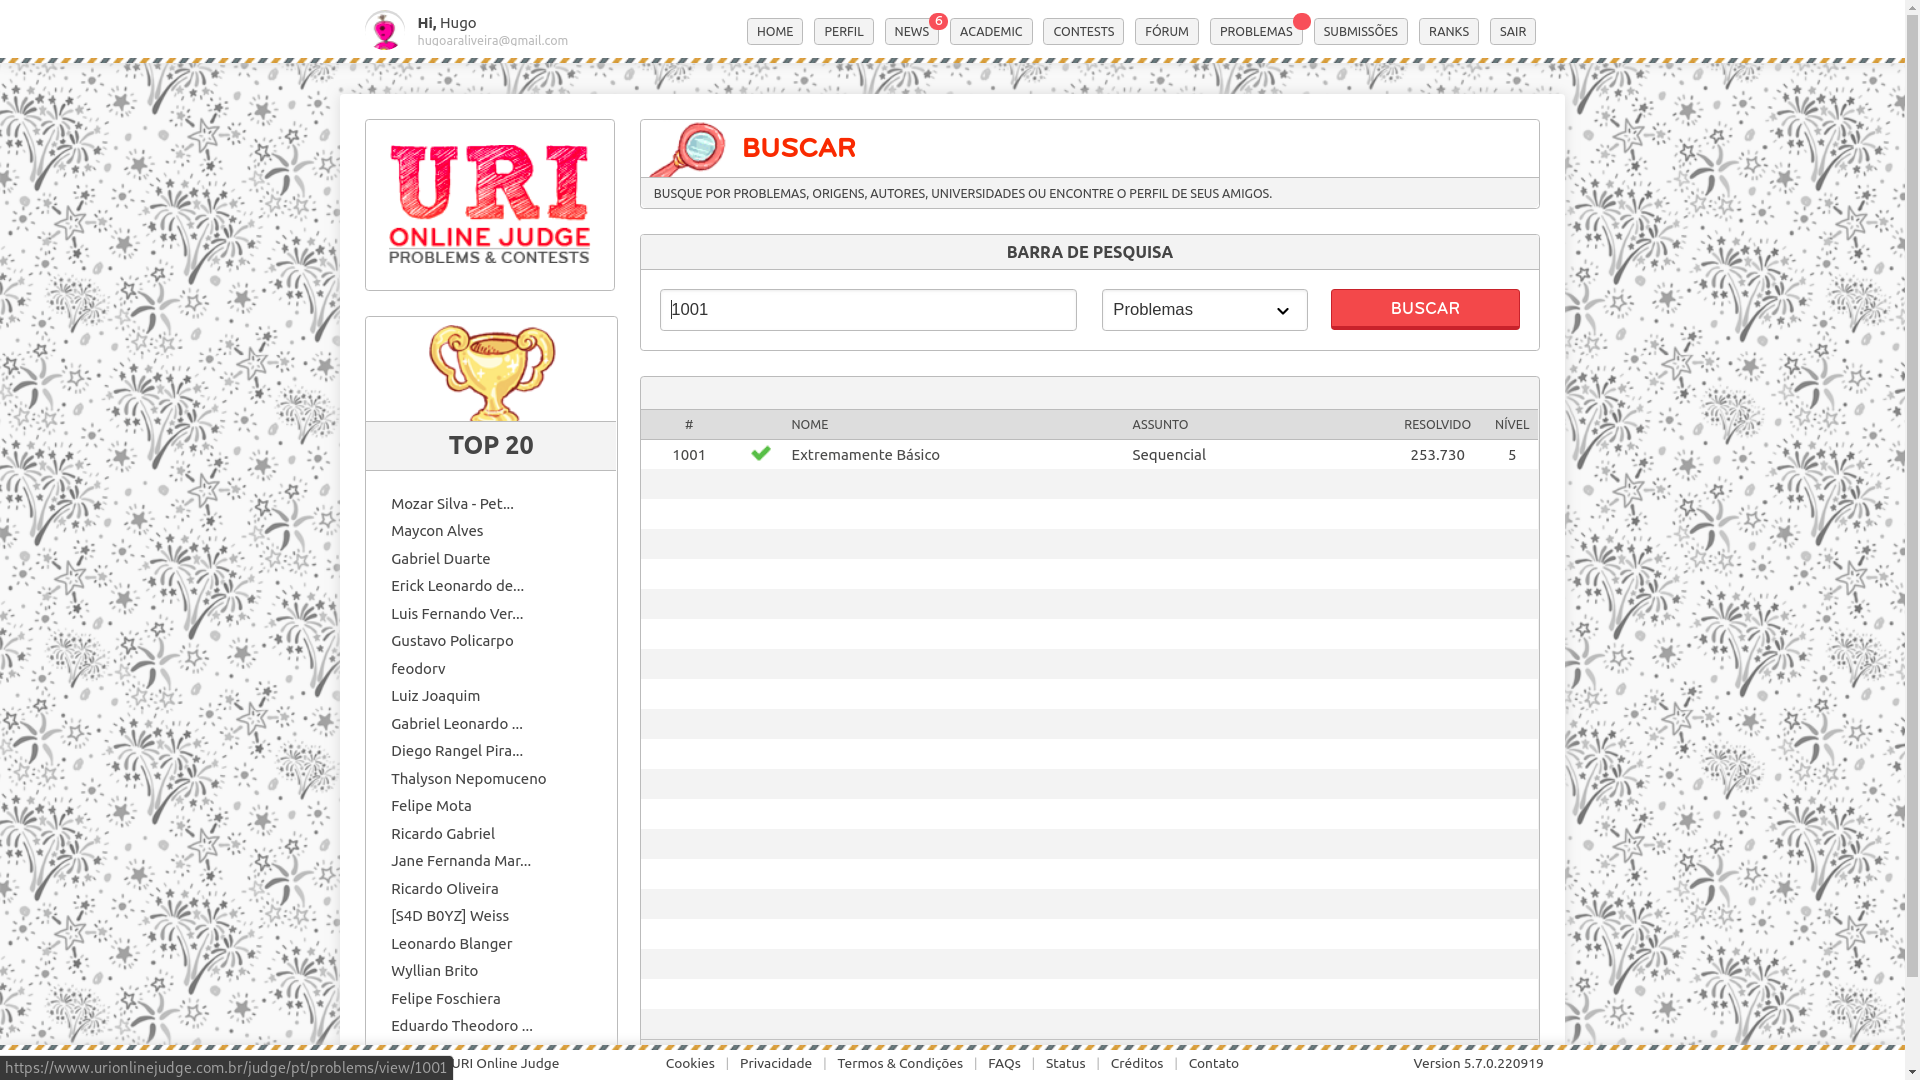 Hi, Hugo
hugoaraliveira@gmail.com
HOME
PERFIL
NEWS
6
ACADEMIC
CONTESTS
FÓRUM
PROBLEMAS
SUBMISSÕES
RANKS
SAIR
URI
ONLINE JUDGE
PROBLEMS & CONTESTS
BUSCAR
BUSQUE POR PROBLEMAS, ORIGENS, AUTORES, UNIVERSIDADES OU ENCONTRE O PERFIL DE SEUS AMIGOS.
BARRA DE PESQUISA
1001
Problemas
BUSCAR
# NOME ASSUNTO RESOLVIDO NÍVEL
1001 Extremamente Básico Sequencial 253.730 5
TOP 20
Mozar Silva - Pet...
Maycon Alves
Gabriel Duarte
Erick Leonardo de...
Luis Fernando Ver...
Gustavo Policarpo
feodorv
Luiz Joaquim
Gabriel Leonardo ...
Diego Rangel Pira...
Thalyson Nepomuceno
Felipe Mota
Ricardo Gabriel
Jane Fernanda Mar...
Ricardo Oliveira
[S4D B0YZ] Weiss
Leonardo Blanger
Wyllian Brito
Felipe Foschiera
Eduardo Theodoro ...
URI Online Judge
Cookies | Privacidade | Termos & Condições | FAQs | Status | Créditos | Contato
Version 5.7.0.220919
https://www.urionlinejudge.com.br/judge/pt/problems/view/1001